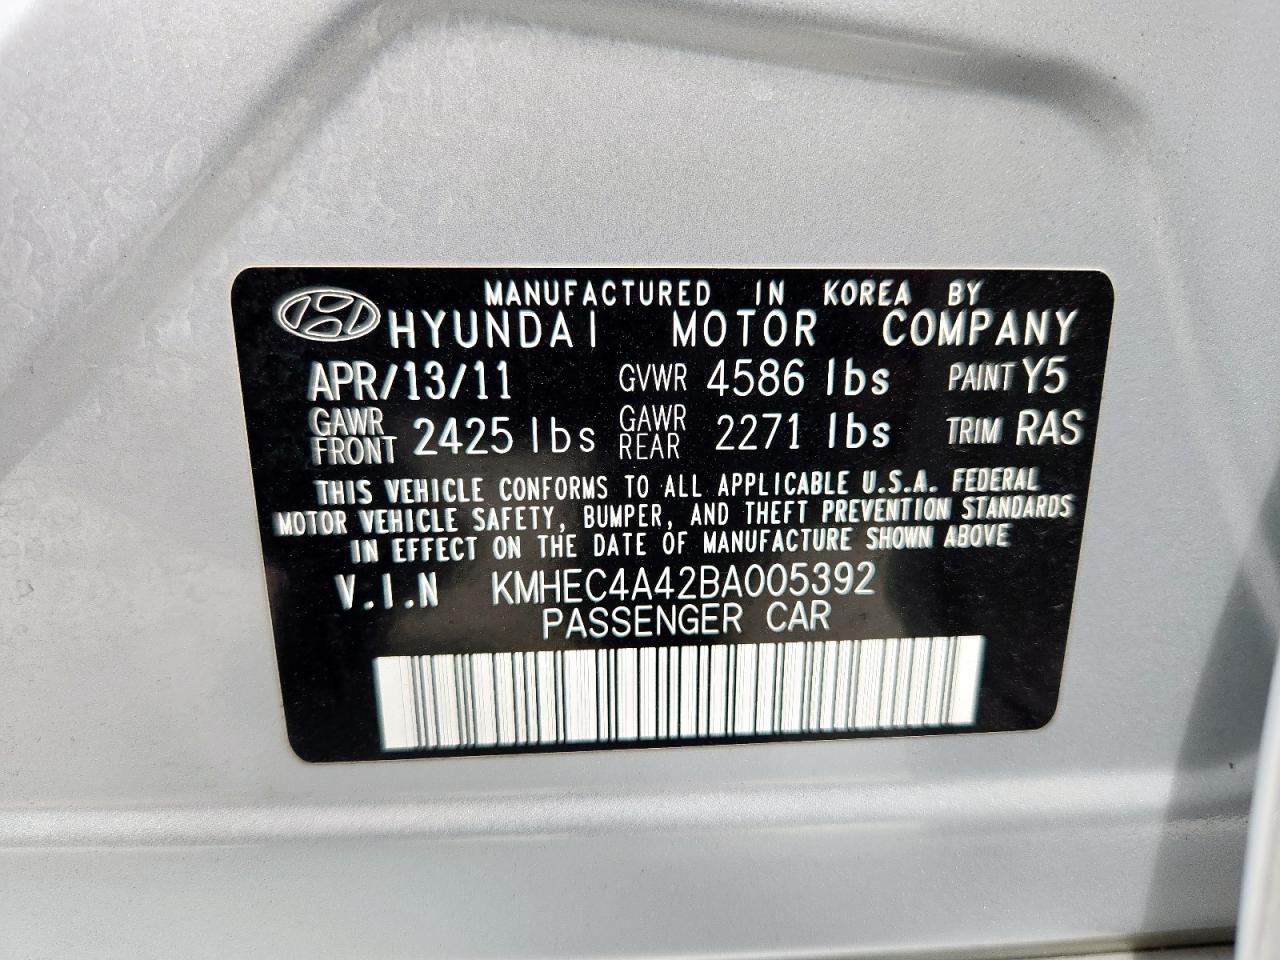 MANUFACTURED IN KOREA BY
HYUNDAI MOTOR COMPANY
APR/13/11 GVWR 4586 lbs PAINT Y5
GAWR FRONT 2425 lbs GAWR REAR 2271 lbs TRIM RAS
THIS VEHICLE CONFORMS TO ALL APPLICABLE U.S.A. FEDERAL
MOTOR VEHICLE SAFETY, BUMPER, AND THEFT PREVENTION STANDARDS
IN EFFECT ON THE DATE OF MANUFACTURE SHOWN ABOVE
V.I.N KMHEC4A42BA005392
PASSENGER CAR